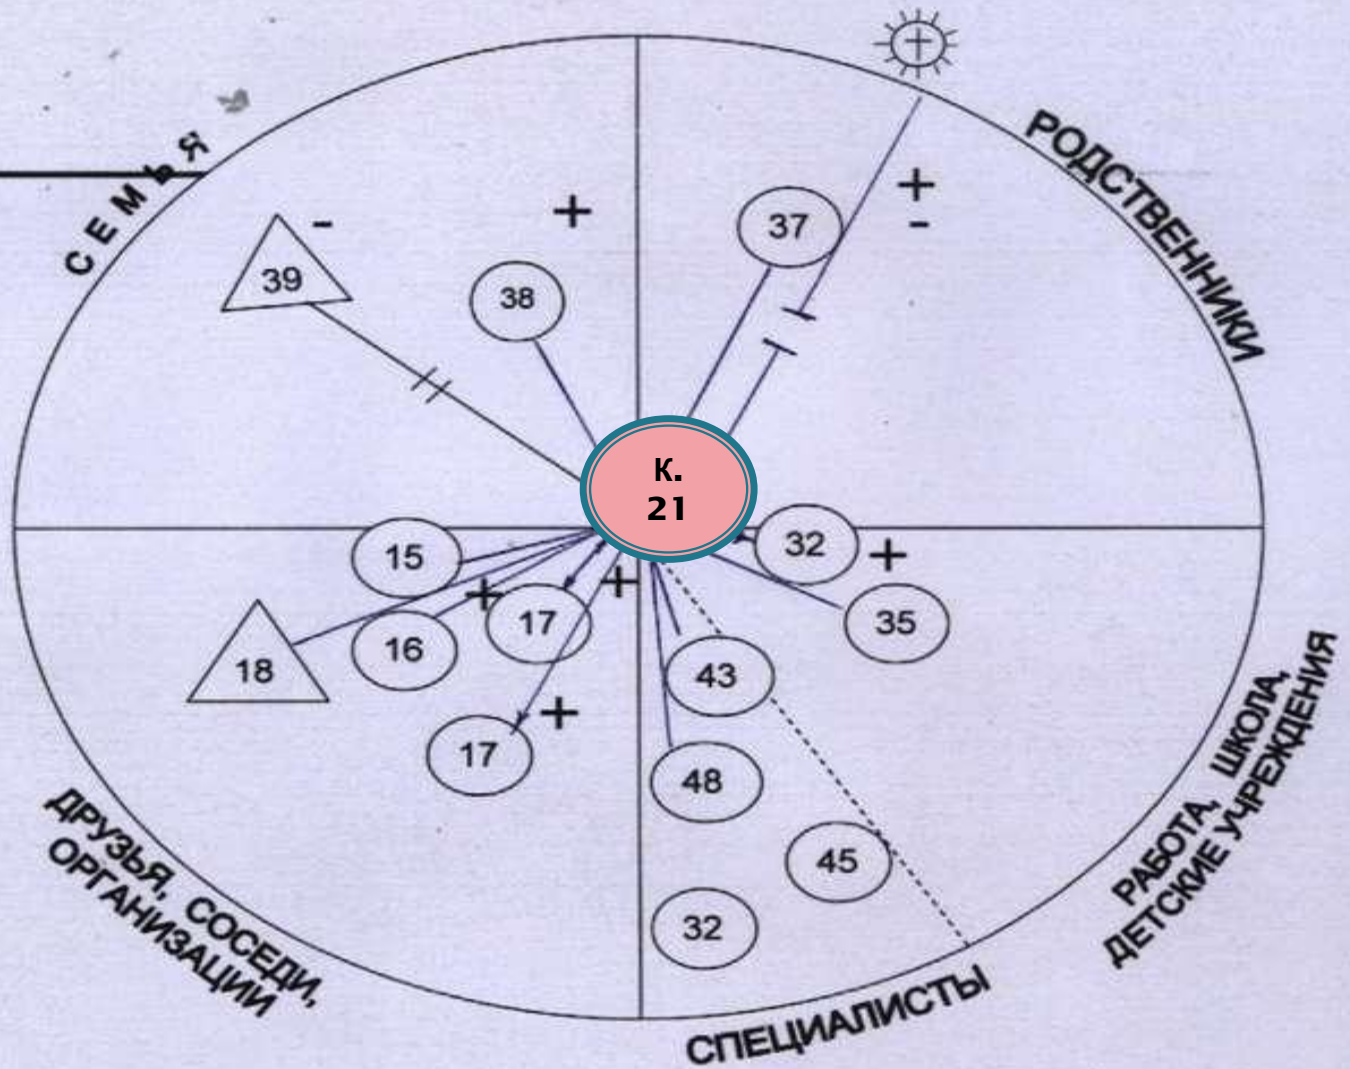 СЕМЬЯ
РОДСТВЕННИКИ
+
-
37
+
38
-
39
К.
21
15
16
18
+
17
+
17
+
32
+
35
43
48
45
32
РАБОТА, ШКОЛА,
ДЕТСКИЕ УЧРЕЖДЕНИЯ
ДРУЗЬЯ, СОСЕДИ,
ОРГАНИЗАЦИИ
СПЕЦИАЛИСТЫ